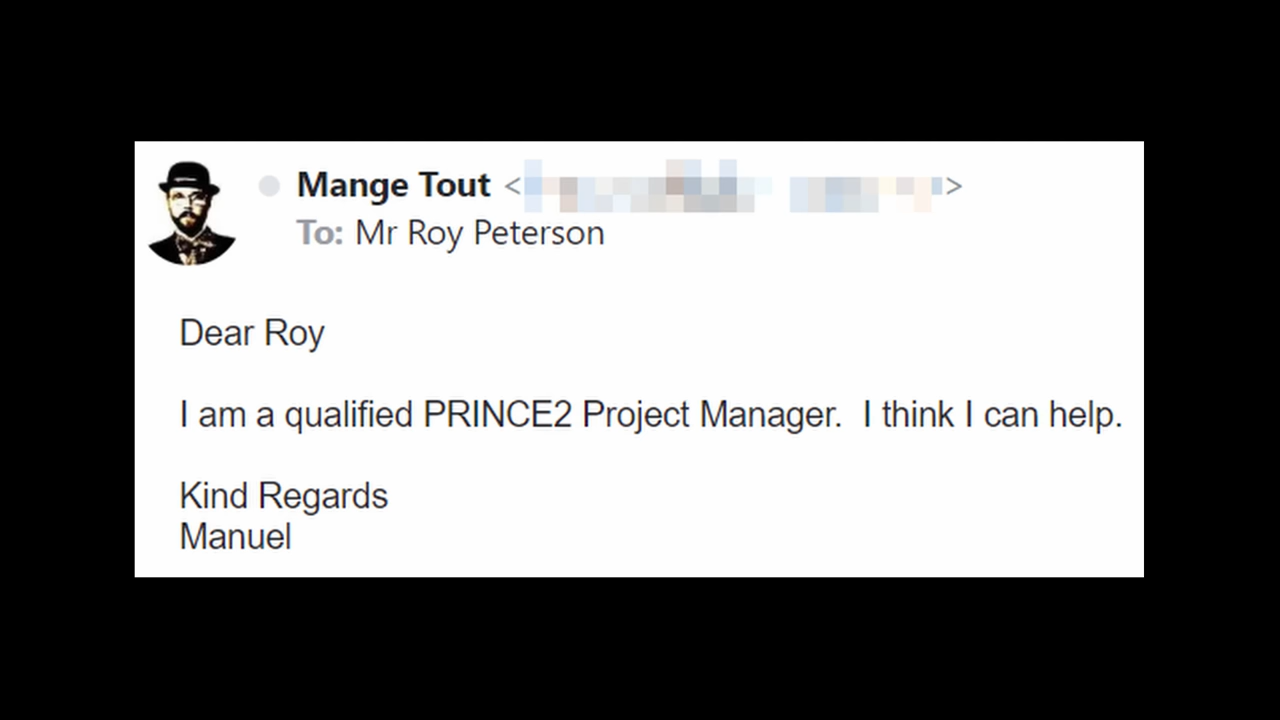 Mange Tout < >
To: Mr Roy Peterson
Dear Roy
I am a qualified PRINCE2 Project Manager.  I think I can help.
Kind Regards
Manuel